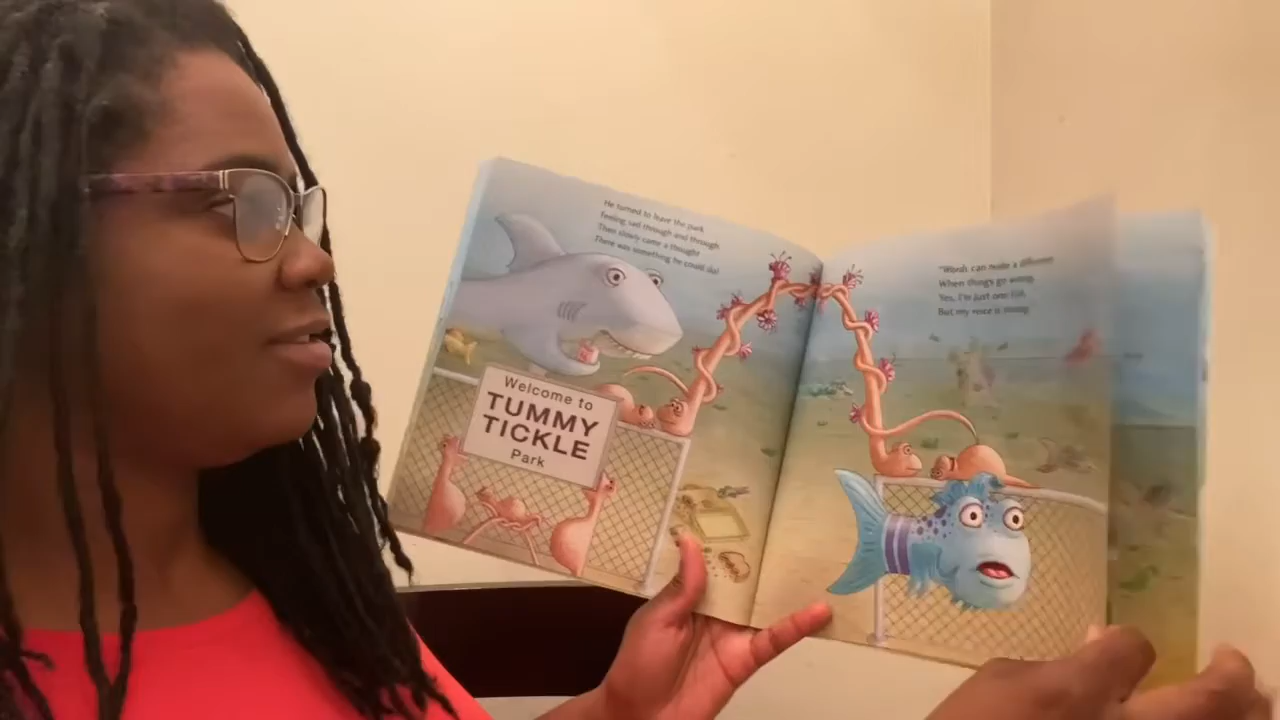 He turned to leave the park
feeling sad through and through
Then slowly came a thought
There was something he could do!
Welcome to
TUMMY
TICKLE
Park
"Words can make a difference
When things go wrong.
Yes, I'm just one fish,
But my voice is strong.